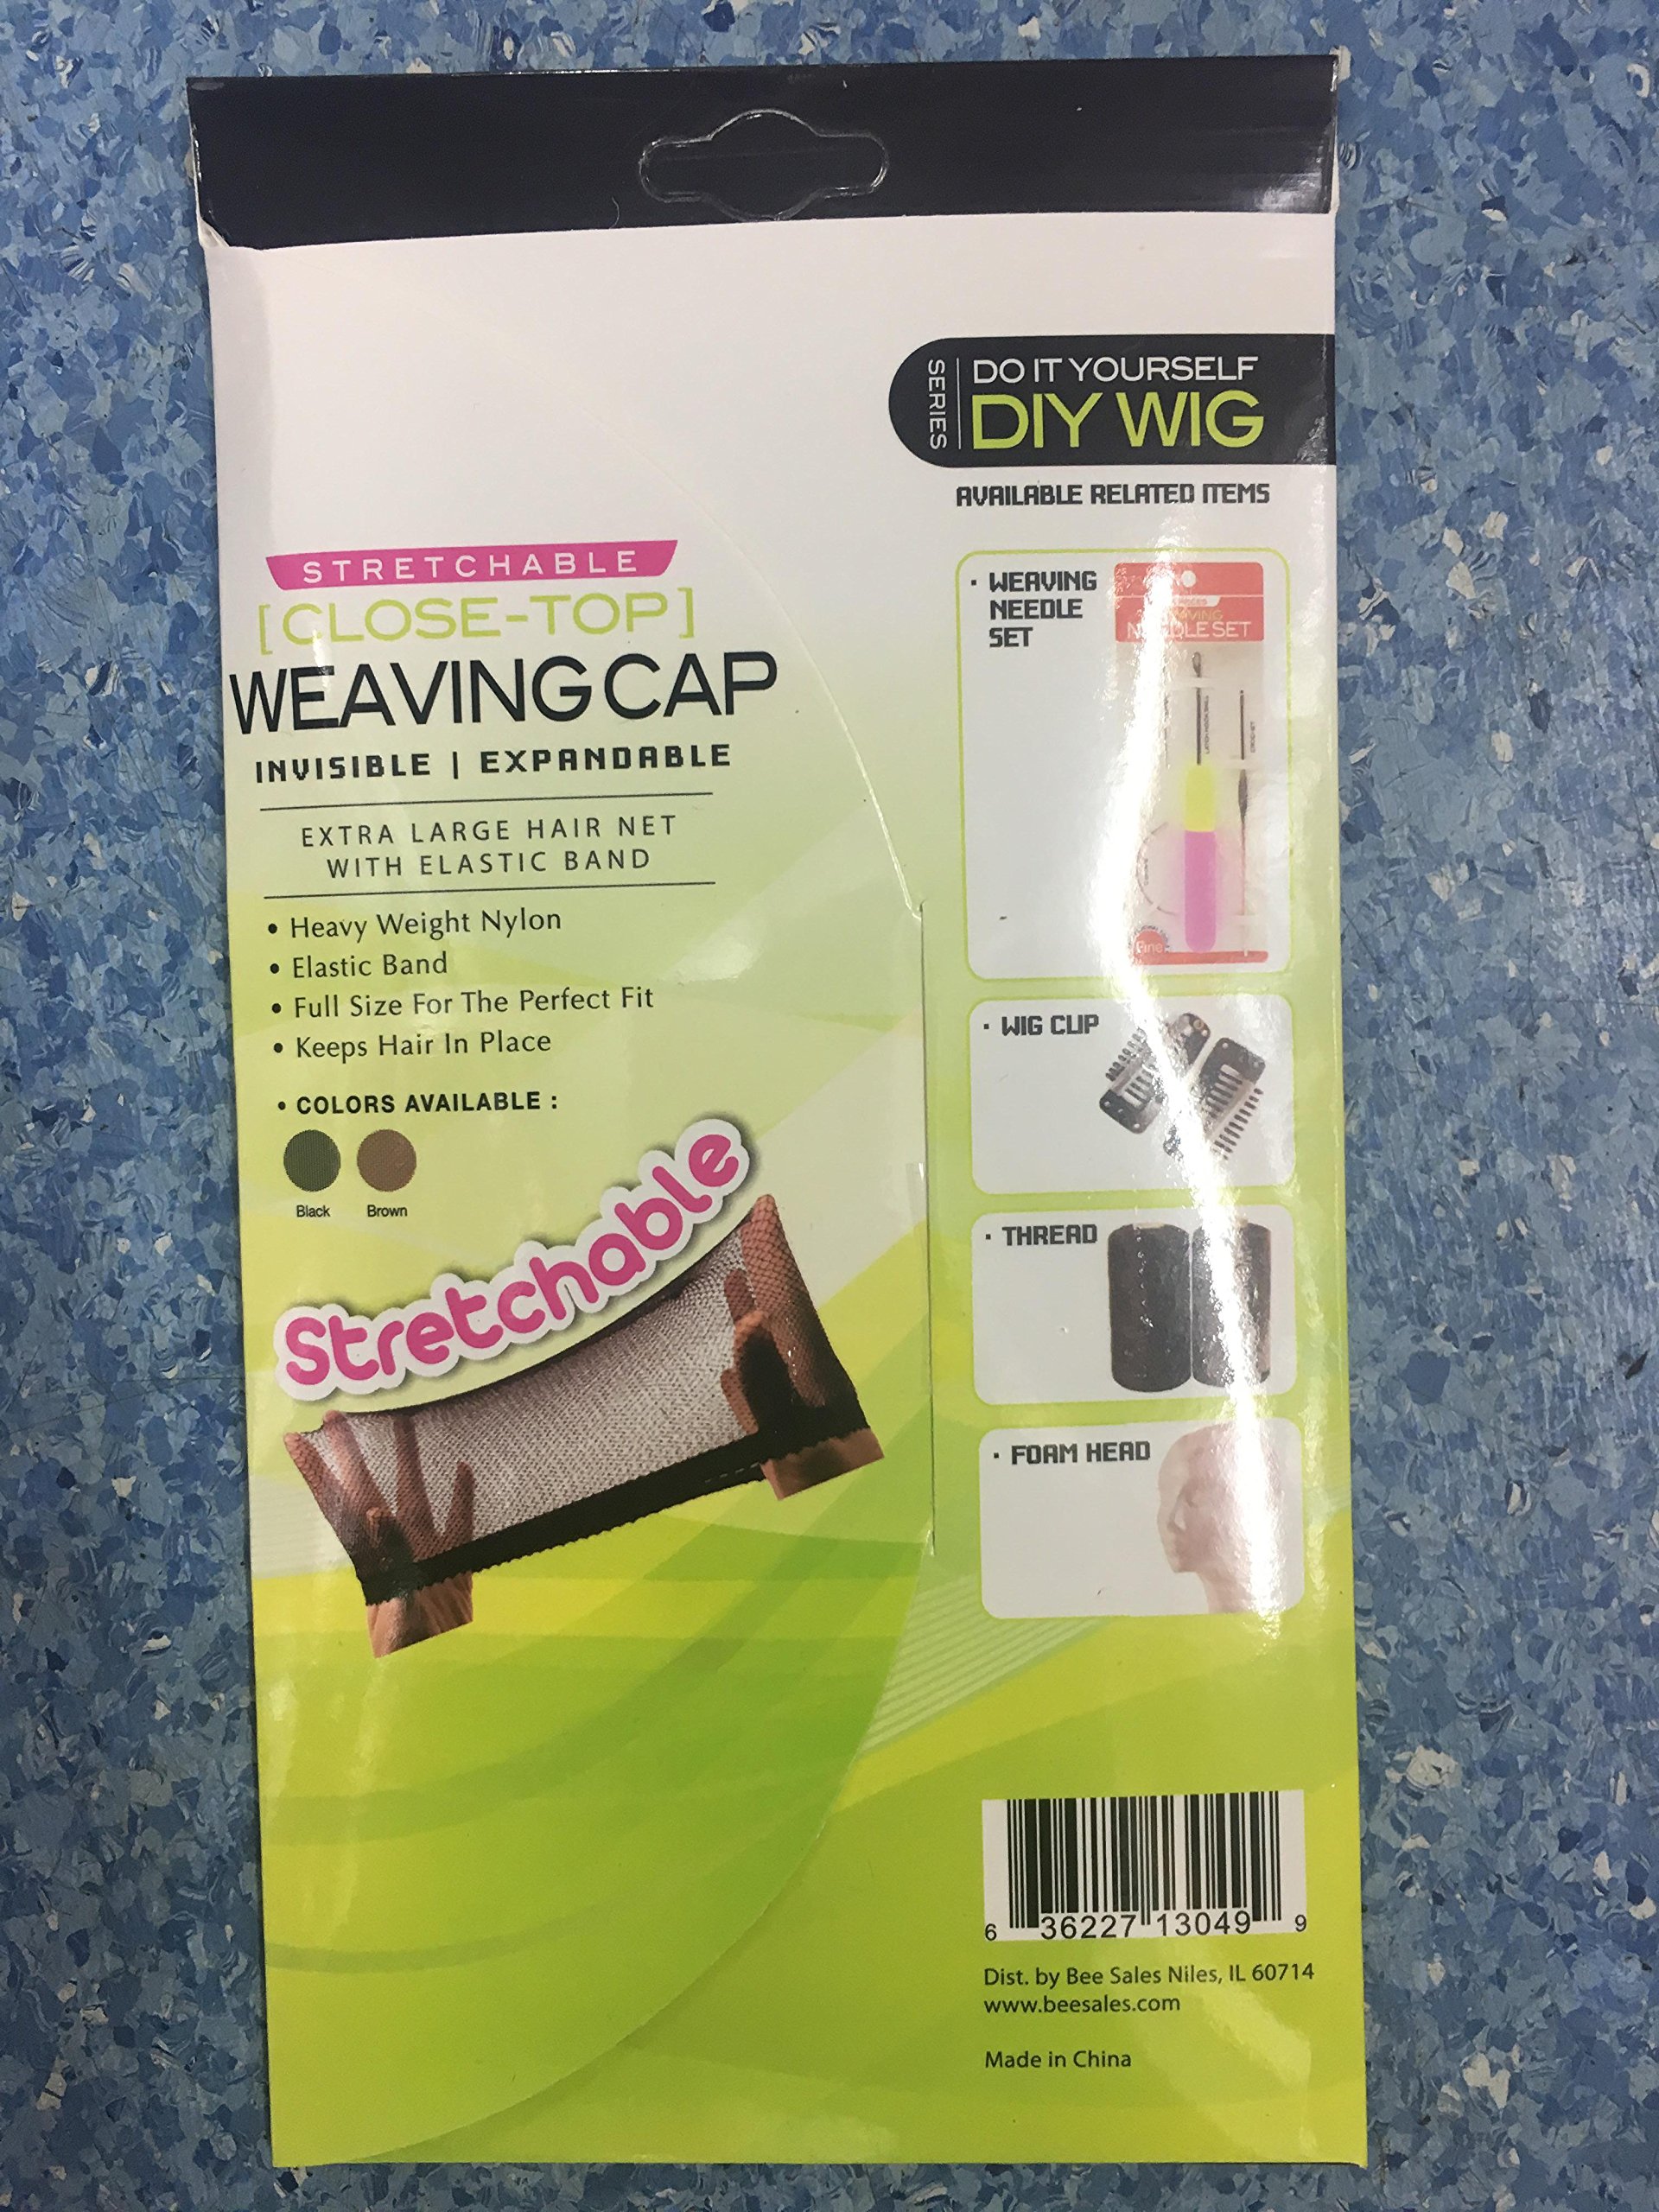 SERIES
DO IT YOURSELF
DIY WIG
AVAILABLE RELATED ITEMS
STRETCHABLE
[CLOSE-TOP]
WEAVING CAP
INVISIBLE | EXPANDABLE
EXTRA LARGE HAIR NET
WITH ELASTIC BAND
• Heavy Weight Nylon
• Elastic Band
• Full Size For The Perfect Fit
• Keeps Hair In Place
• COLORS AVAILABLE :
Black
Brown
Stretchable
· WEAVING
NEEDLE
SET
NEEDLE SET
Fine
· WIG CLIP
· THREAD
· FOAM HEAD
6 36227 13049 9
Dist. by Bee Sales Niles, IL 60714
www.beesales.com
Made in China